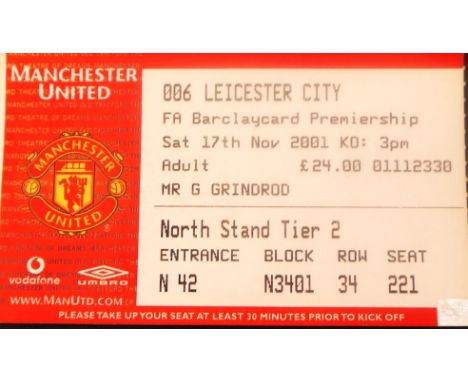 MANCHESTER
UNITED
MANCHESTER
UNITED
vodafone
UMBRO
WWW.MANUTD.COM
006 LEICESTER CITY
FA Barclaycard Premiership
Sat 17th Nov 2001 KO: 3pm
Adult £24.00 01112330
MR G GRINDROD
North Stand Tier 2
ENTRANCE BLOCK ROW SEAT
N 42 N3401 34 221
PLEASE TAKE UP YOUR SEAT AT LEAST 30 MINUTES PRIOR TO KICK OFF